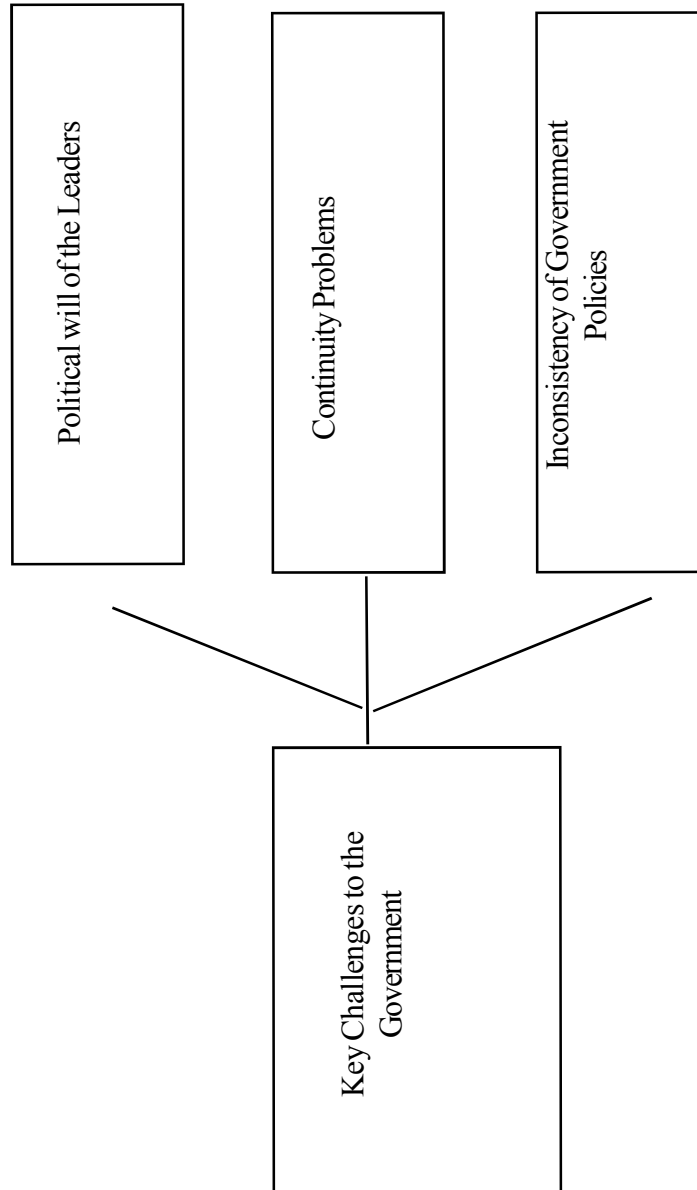 Political will of the Leaders
Continuity Problems
Inconsistency of Government
Policies
Key Challenges to the
Government